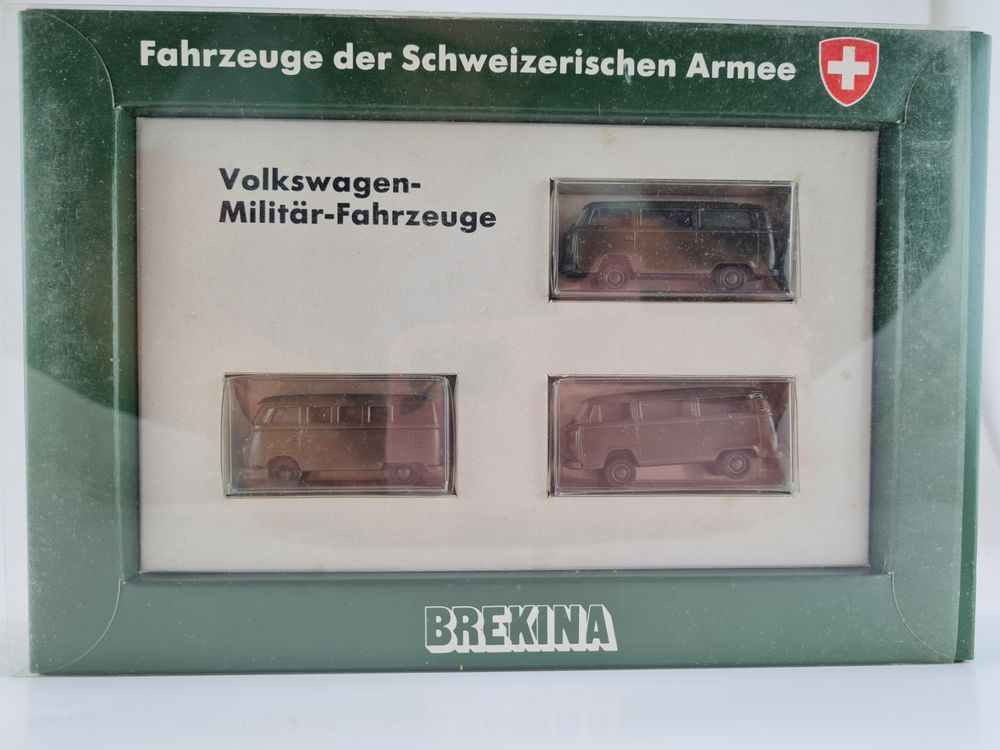 Fahrzeuge der Schweizerischen Armee
Volkswagen-
Militär-Fahrzeuge
BREKINA